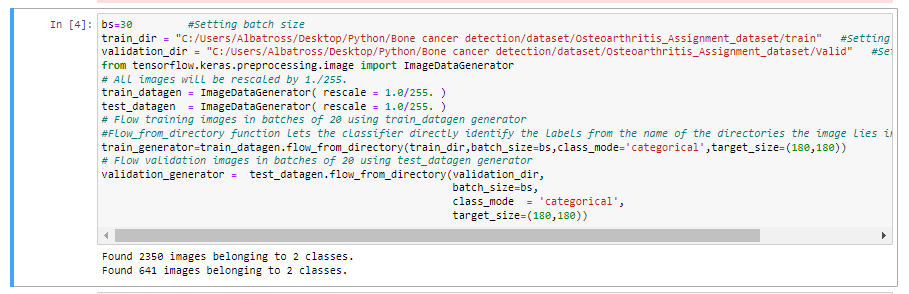 In [4]: bs=30 #Setting batch size
train_dir = "C:/Users/Albatross/Desktop/Python/Bone cancer detection/dataset/Osteoarthritis_Assignment_dataset/train" #Setting
validation_dir = "C:/Users/Albatross/Desktop/Python/Bone cancer detection/dataset/Osteoarthritis_Assignment_dataset/Valid"
from tensorflow.keras.preprocessing.image import ImageDataGenerator
# All images will be rescaled by 1./255.
train_datagen = ImageDataGenerator( rescale = 1.0/255. )
test_datagen = ImageDataGenerator( rescale = 1.0/255. )
# Flow training images in batches of 20 using train_datagen generator
#Flow_from_directory function lets the classifier directly identify the labels from the name of the directories the image lies
train_generator=train_datagen.flow_from_directory(train_dir,batch_size=bs,class_mode='categorical',target_size=(180,180))
# Flow validation images in batches of 20 using test_datagen generator
validation_generator = test_datagen.flow_from_directory(validation_dir,
batch_size=bs,
class_mode = 'categorical',
target_size=(180,180))
Found 2350 images belonging to 2 classes.
Found 641 images belonging to 2 classes.